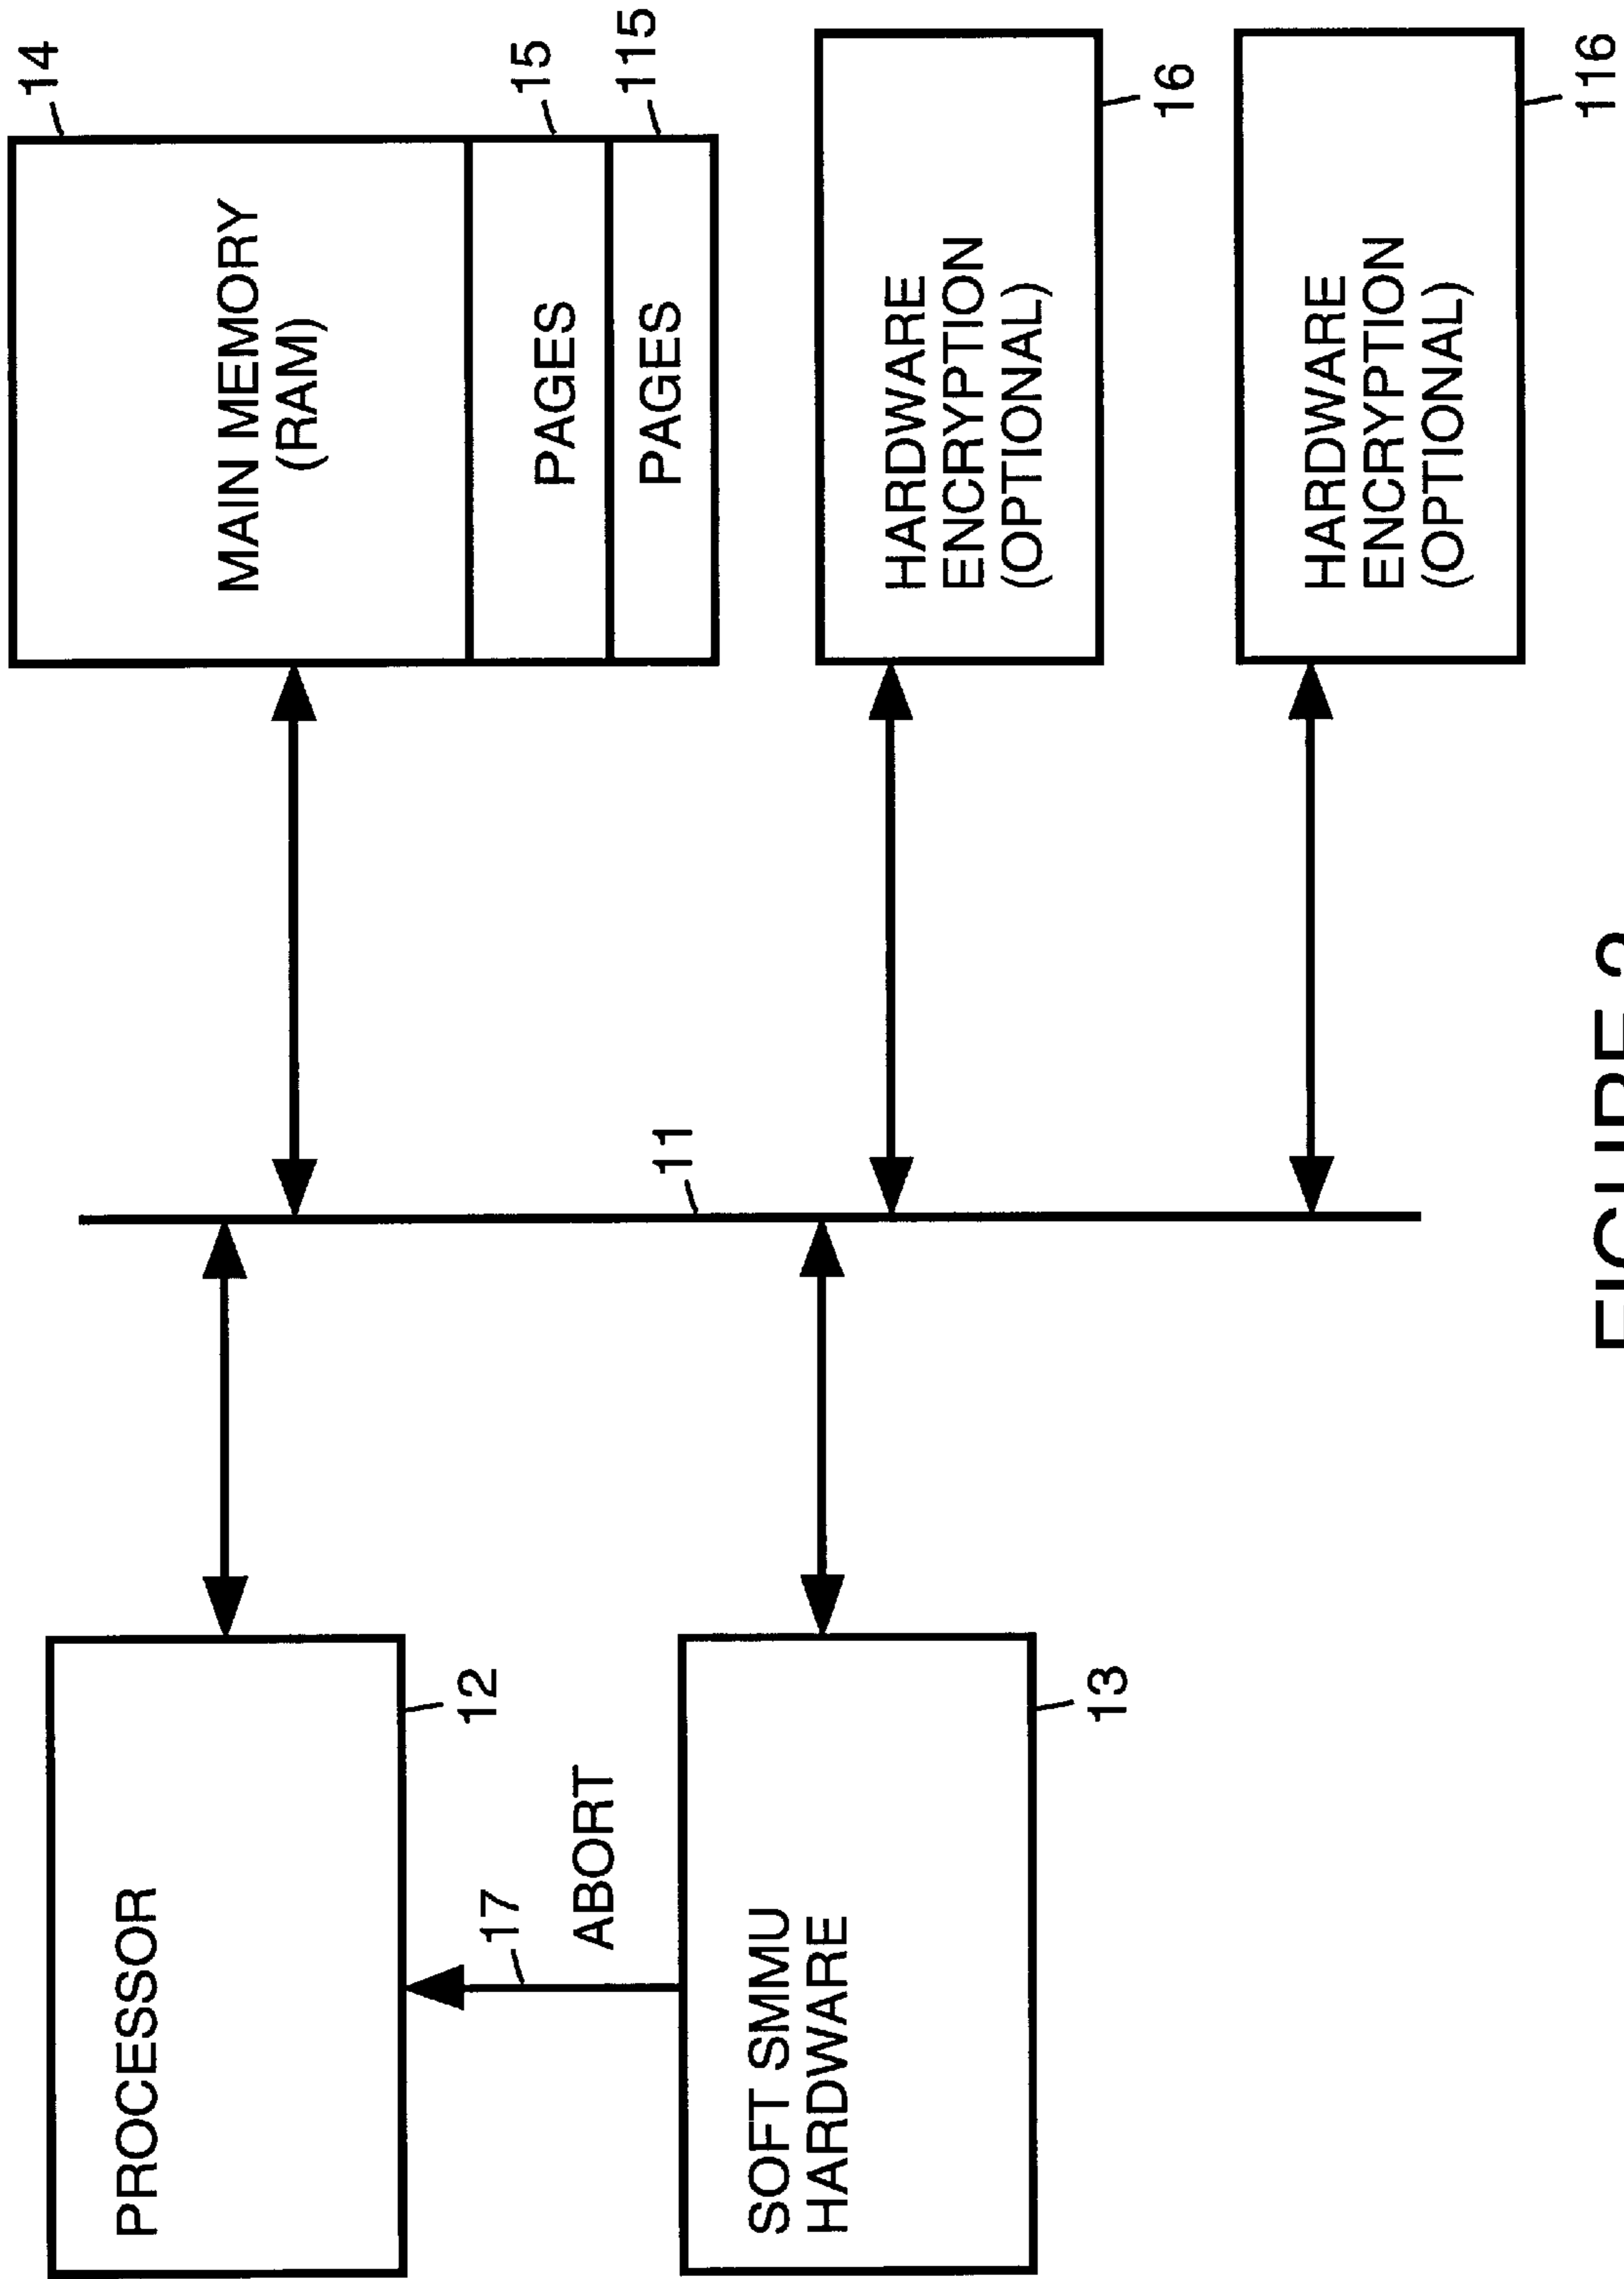 PROCESSOR
12
17
ABORT
SOFT SMMU
HARDWARE
13
11
MAIN MEMORY
(RAM)
14
PAGES
15
PAGES
115
HARDWARE
ENCRYPTION
(OPTIONAL)
16
HARDWARE
ENCRYPTION
(OPTIONAL)
116
FIGURE